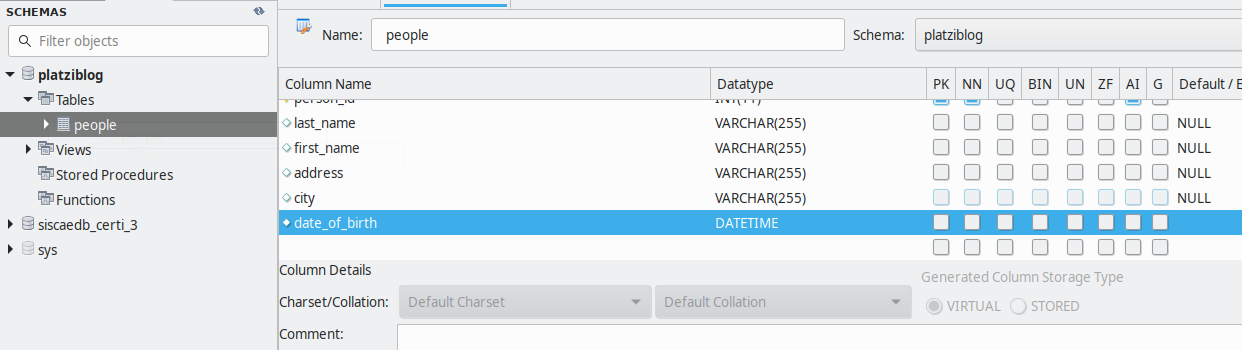 SCHEMAS
Filter objects
platziblog
Tables
people
Views
Stored Procedures
Functions
siscaedb_certi_3
sys
Name: people Schema: platziblog
Column Name Datatype PK NN UQ BIN UN ZF AI G Default / E
person_id INT(11)
last_name VARCHAR(255) NULL
first_name VARCHAR(255) NULL
address VARCHAR(255) NULL
city VARCHAR(255) NULL
date_of_birth DATETIME
Column Details
Generated Column Storage Type
Charset/Collation: Default Charset Default Collation
VIRTUAL STORED
Comment: